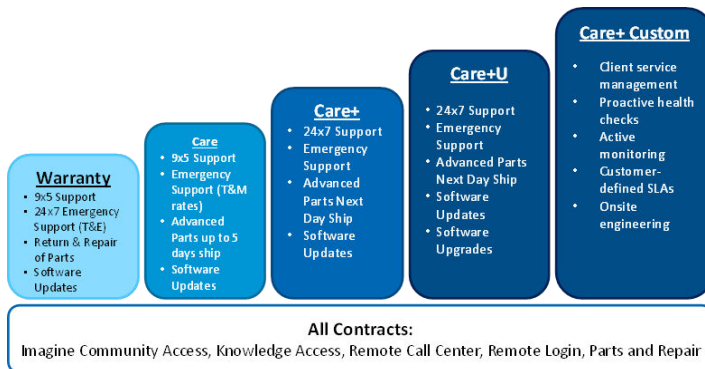 Warranty
• 9x5 Support
• 24x7 Emergency
Support (T&E)
• Return & Repair
of Parts
• Software
Updates
Care
• 9x5 Support
• Emergency
Support (T&M
rates)
• Advanced
Parts up to 5
days ship
• Software
Updates
Care+
• 24x7 Support
• Emergency
Support
• Advanced
Parts Next
Day Ship
• Software
Updates
Care+U
• 24x7 Support
• Emergency
Support
• Advanced Parts
Next Day Ship
• Software
Updates
• Software
Upgrades
Care+ Custom
• Client service
management
• Proactive health
checks
• Active
monitoring
• Customer-
defined SLAs
• Onsite
engineering
All Contracts:
Imagine Community Access, Knowledge Access, Remote Call Center, Remote Login, Parts and Repair